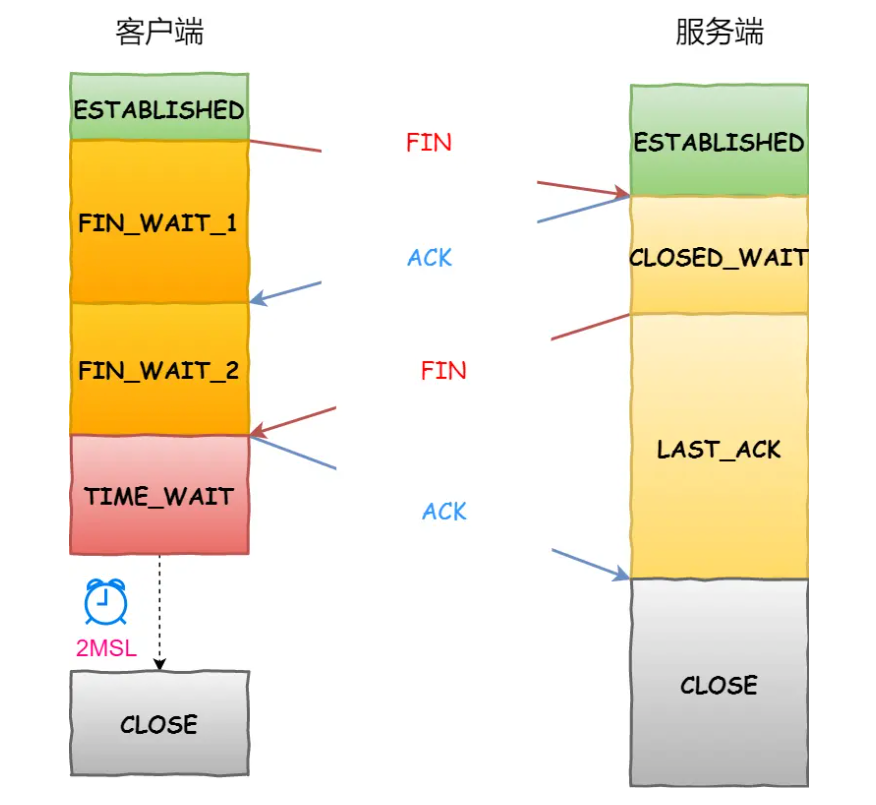 客户端
服务端
ESTABLISHED
FIN
ESTABLISHED
FIN_WAIT_1
ACK
CLOSED_WAIT
FIN_WAIT_2
FIN
LAST_ACK
TIME_WAIT
ACK
2MSL
CLOSE
CLOSE